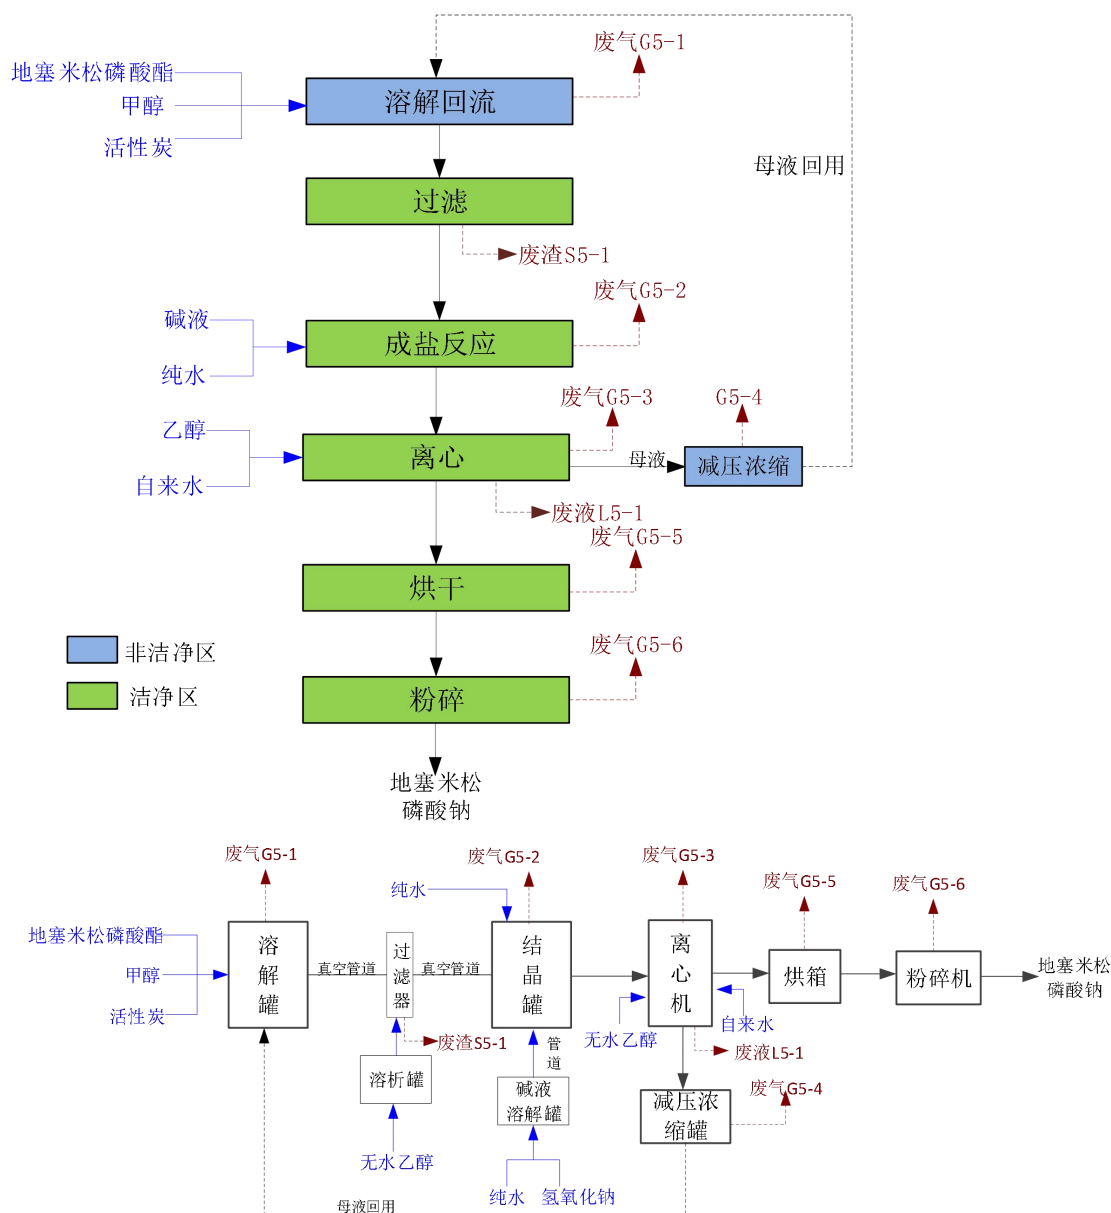 废气G5-1
地塞米松磷酸酯
甲醇
活性炭
溶解回流
母液回用
过滤
废渣S5-1
废气G5-2
碱液
纯水
成盐反应
废气G5-3
G5-4
乙醇
自来水
离心
母液
减压浓缩
废液L5-1
废气G5-5
烘干
非洁净区
洁净区
废气G5-6
粉碎
地塞米松
磷酸钠
废气G5-1
废气G5-2
废气G5-3
废气G5-5
废气G5-6
纯水
地塞米松磷酸酯
甲醇
活性炭
溶
解
罐
真空管道
过
滤
器
真空管道
结
晶
罐
离
心
机
烘箱
粉碎机
地塞米松
磷酸钠
无水乙醇
自来水
废渣S5-1
管
道
废液L5-1
溶析罐
碱液
溶解罐
减压浓
缩罐
废气G5-4
无水乙醇
纯水
氢氧化钠
母液回用